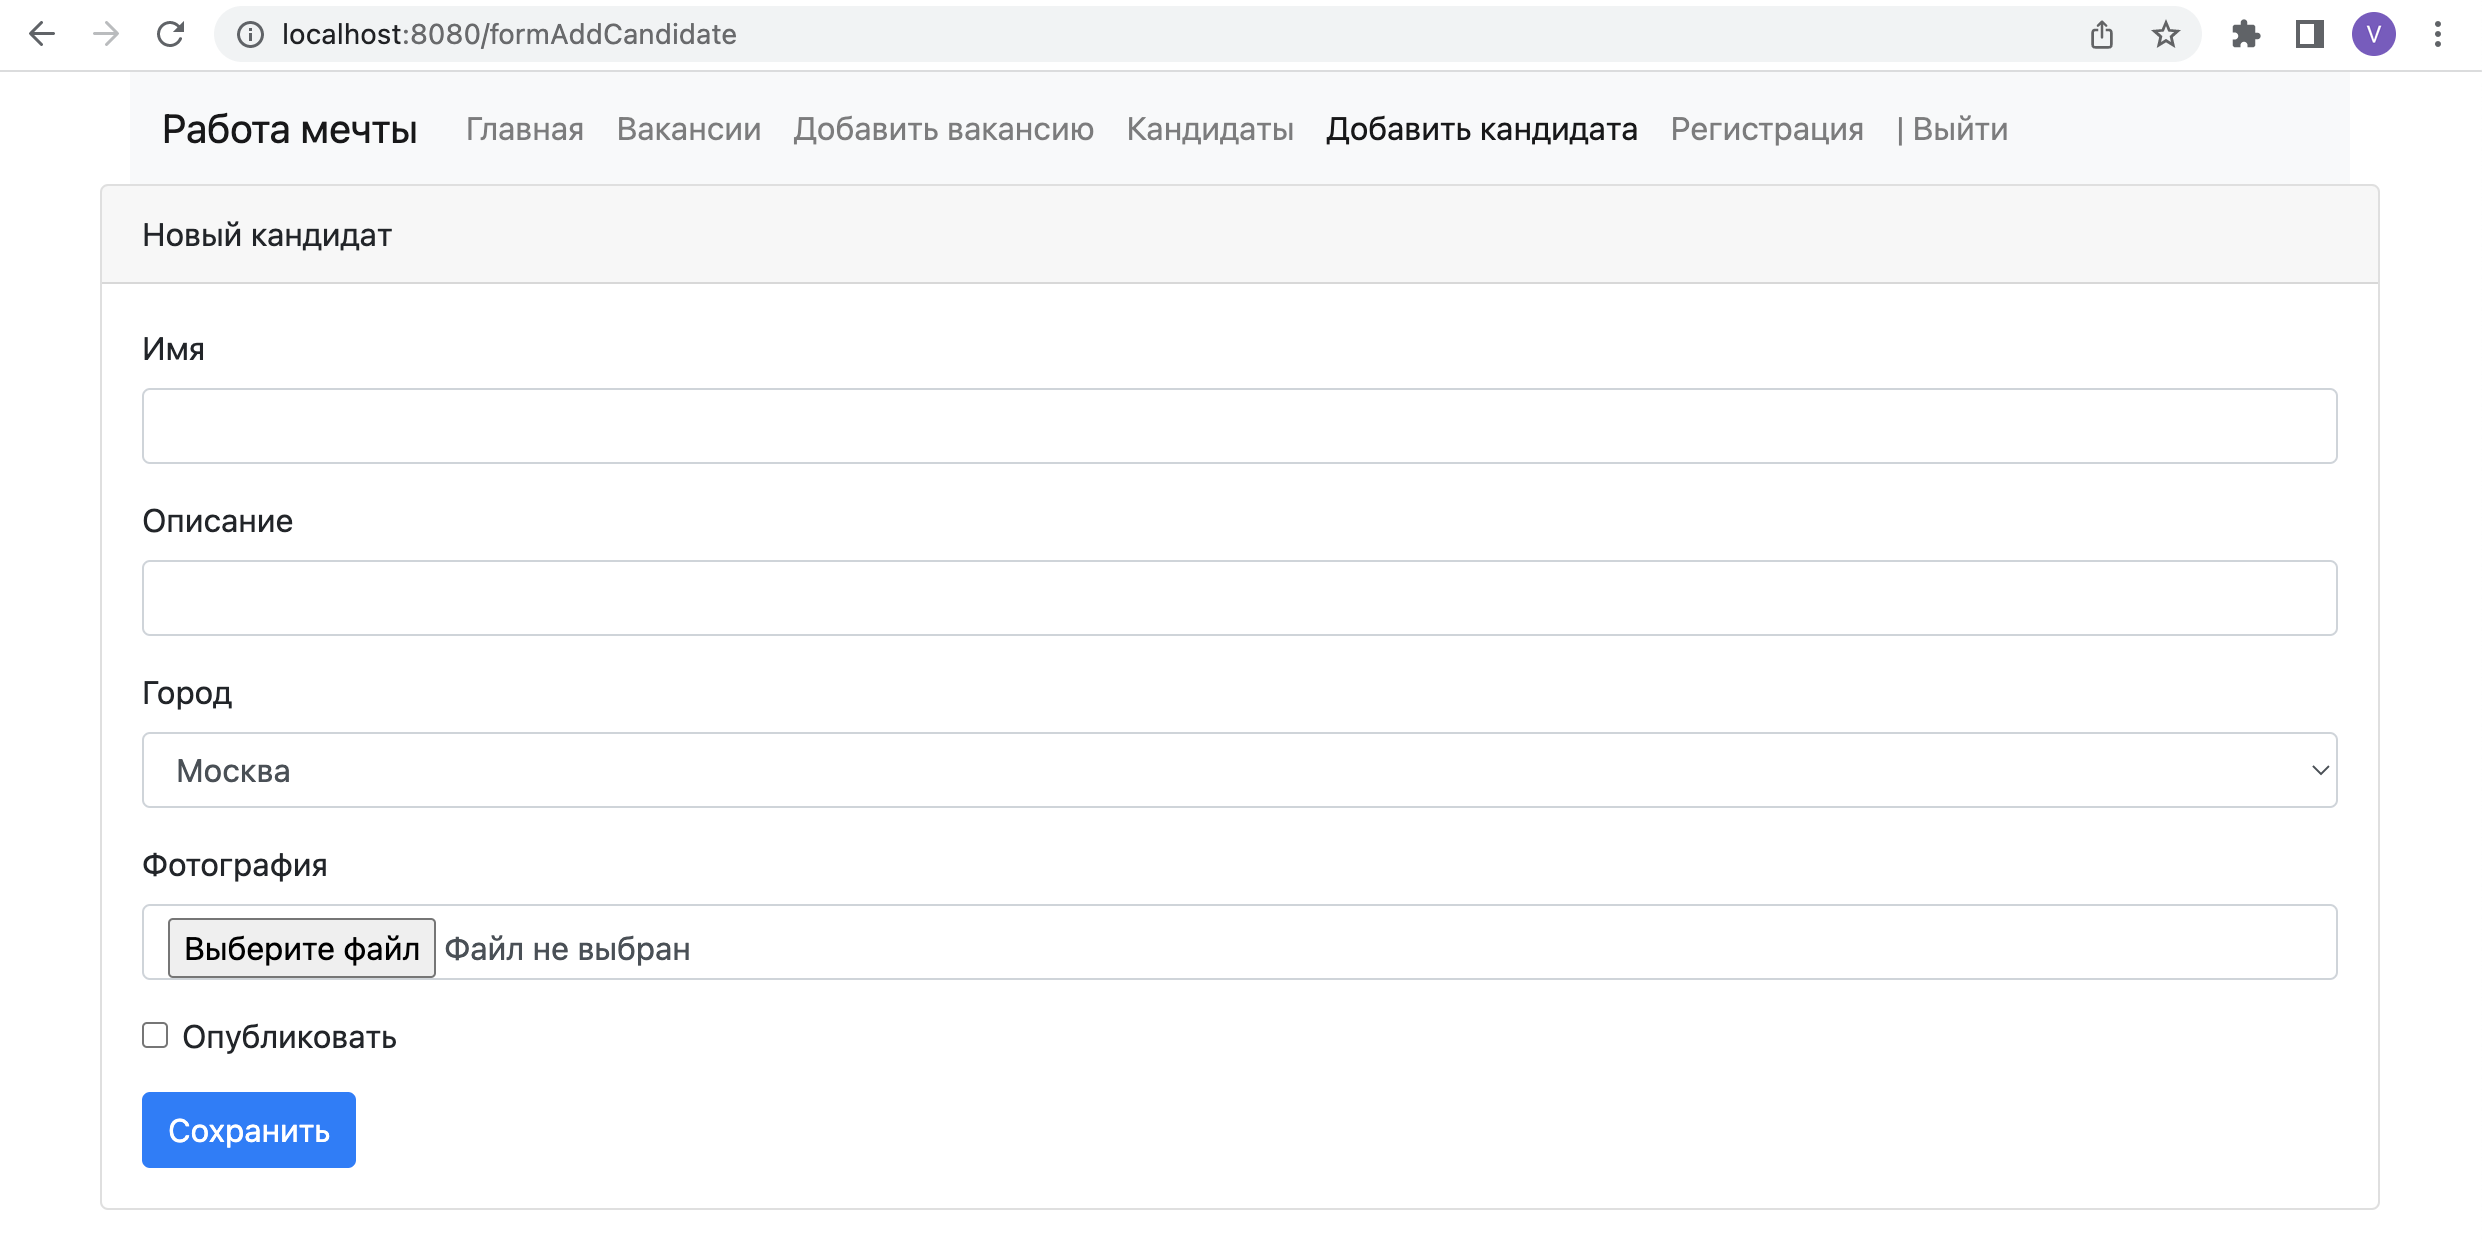 localhost:8080/formAddCandidate
V
Работа мечты Главная Вакансии Добавить вакансию Кандидаты Добавить кандидата Регистрация | Выйти
Новый кандидат
Имя
Описание
Город
Москва
Фотография
Выберите файл Файл не выбран
Опубликовать
Сохранить